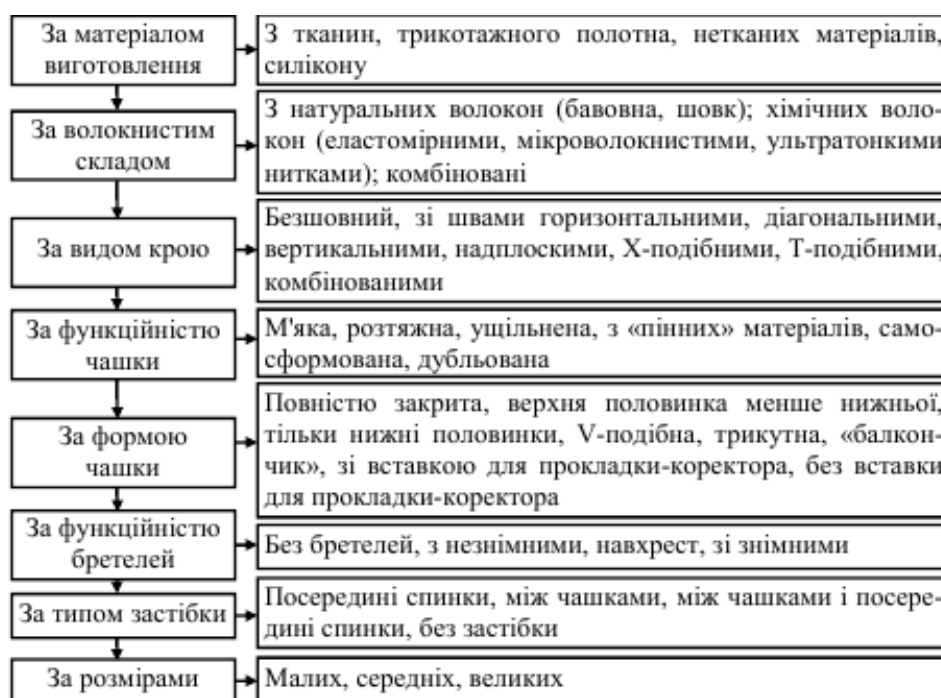 За матеріалом
виготовлення
З тканин, трикотажного полотна, нетканих матеріалів,
силікону
За волокнистим
складом
З натуральних волокон (бавовна, шовк); хімічних воло-
кон (еластомірними, мікроволокнистими, ультратонкими
нитками); комбіновані
За видом крою
Безшовний, зі швами горизонтальними, діагональними,
вертикальними, надплоскими, Х-подібними, Т-подібними,
комбінованими
За функційністю
чашки
М'яка, розтяжна, ущільнена, з «пінних» матеріалів, само-
сформована, дубльована
За формою
чашки
Повністю закрита, верхня половинка менше нижньої,
тільки нижні половинки, V-подібна, трикутна, «балкон-
чик», зі вставкою для прокладки-коректора, без вставки
для прокладки-коректора
За функційністю
бретелей
Без бретелей, з незнімними, навхрест, зі знімними
За типом застібки
Посередині спинки, між чашками, між чашками і посере-
дині спинки, без застібки
За розмірами
Малих, середніх, великих